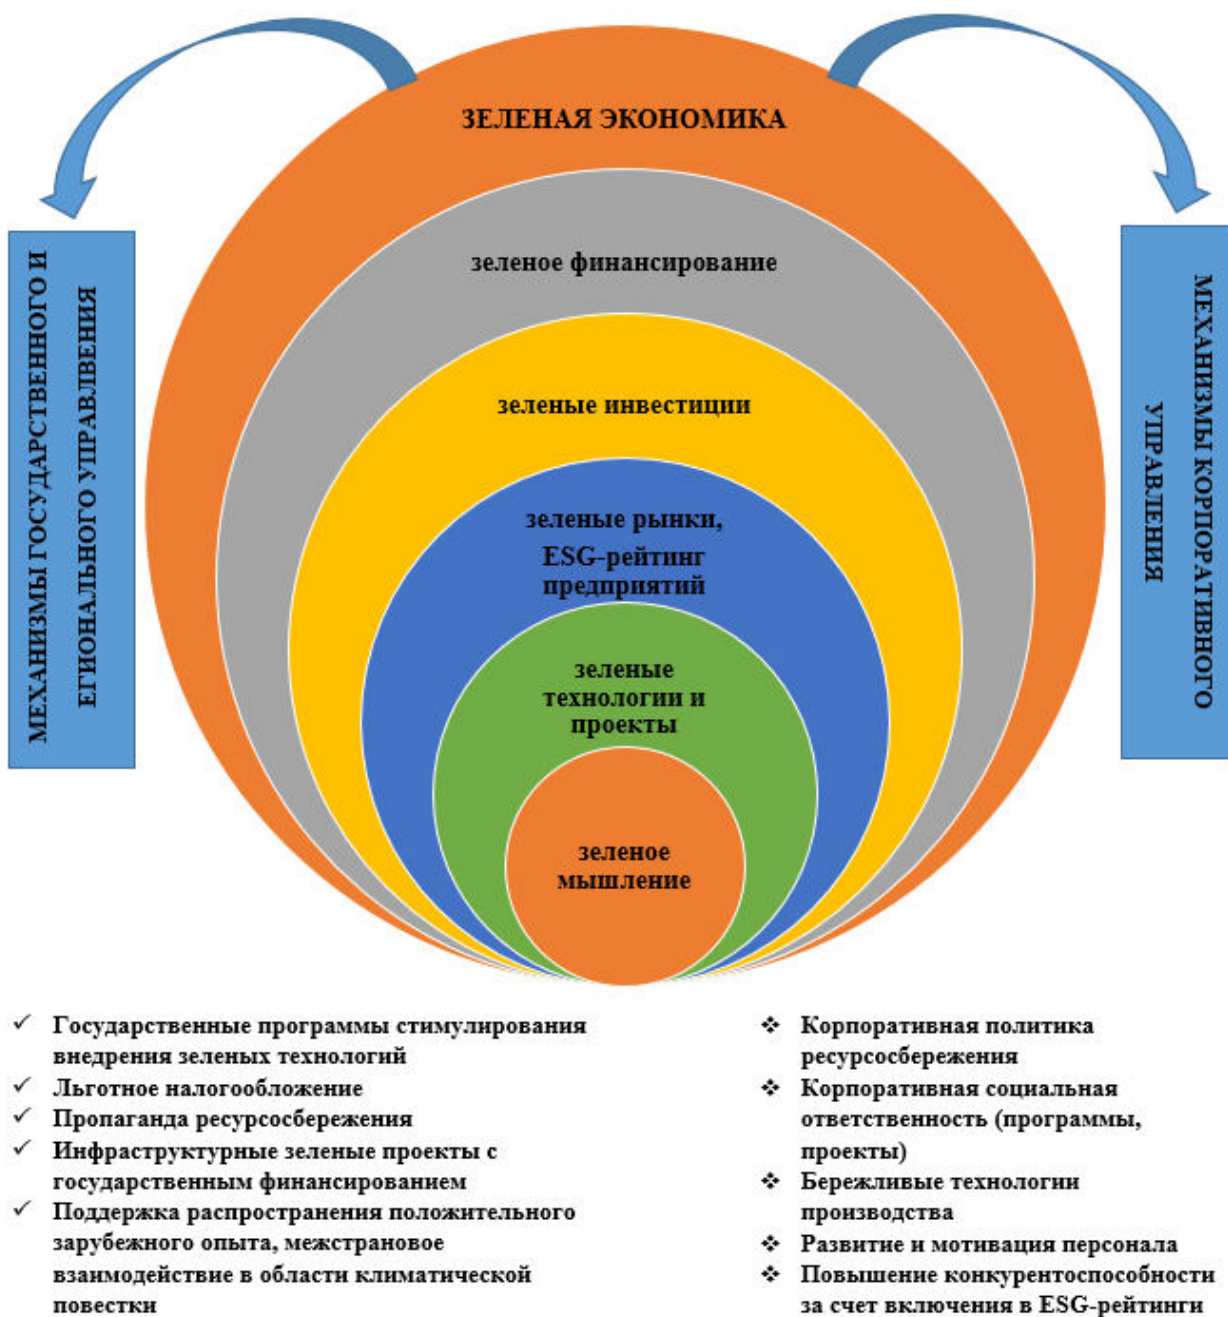 ЗЕЛЕНАЯ ЭКОНОМИКА
зеленое финансирование
зеленые инвестиции
зеленые рынки,
ESG-рейтинг
предприятий
зеленые
технологии и
проекты
зеленое
мышление
МЕХАНИЗМЫ ГОСУДАРСТВЕННОГО И
ЕГИОНАЛЬНОГО УПРАВЛВЕНИЯ
МЕХАНИЗМЫ КОРПОРАТИВНОГО
УПРАВЛЕНИЯ
✓ Государственные программы стимулирования
внедрения зеленых технологий
✓ Льготное налогообложение
✓ Пропаганда ресурсосбережения
✓ Инфраструктурные зеленые проекты с
государственным финансированием
✓ Поддержка распространения положительного
зарубежного опыта, межстрановое
взаимодействие в области климатической
повестки
❖ Корпоративная политика
ресурсосбережения
❖ Корпоративная социальная
ответственность (программы,
проекты)
❖ Бережливые технологии
производства
❖ Развитие и мотивация персонала
❖ Повышение конкурентоспособности
за счет включения в ESG-рейтинги